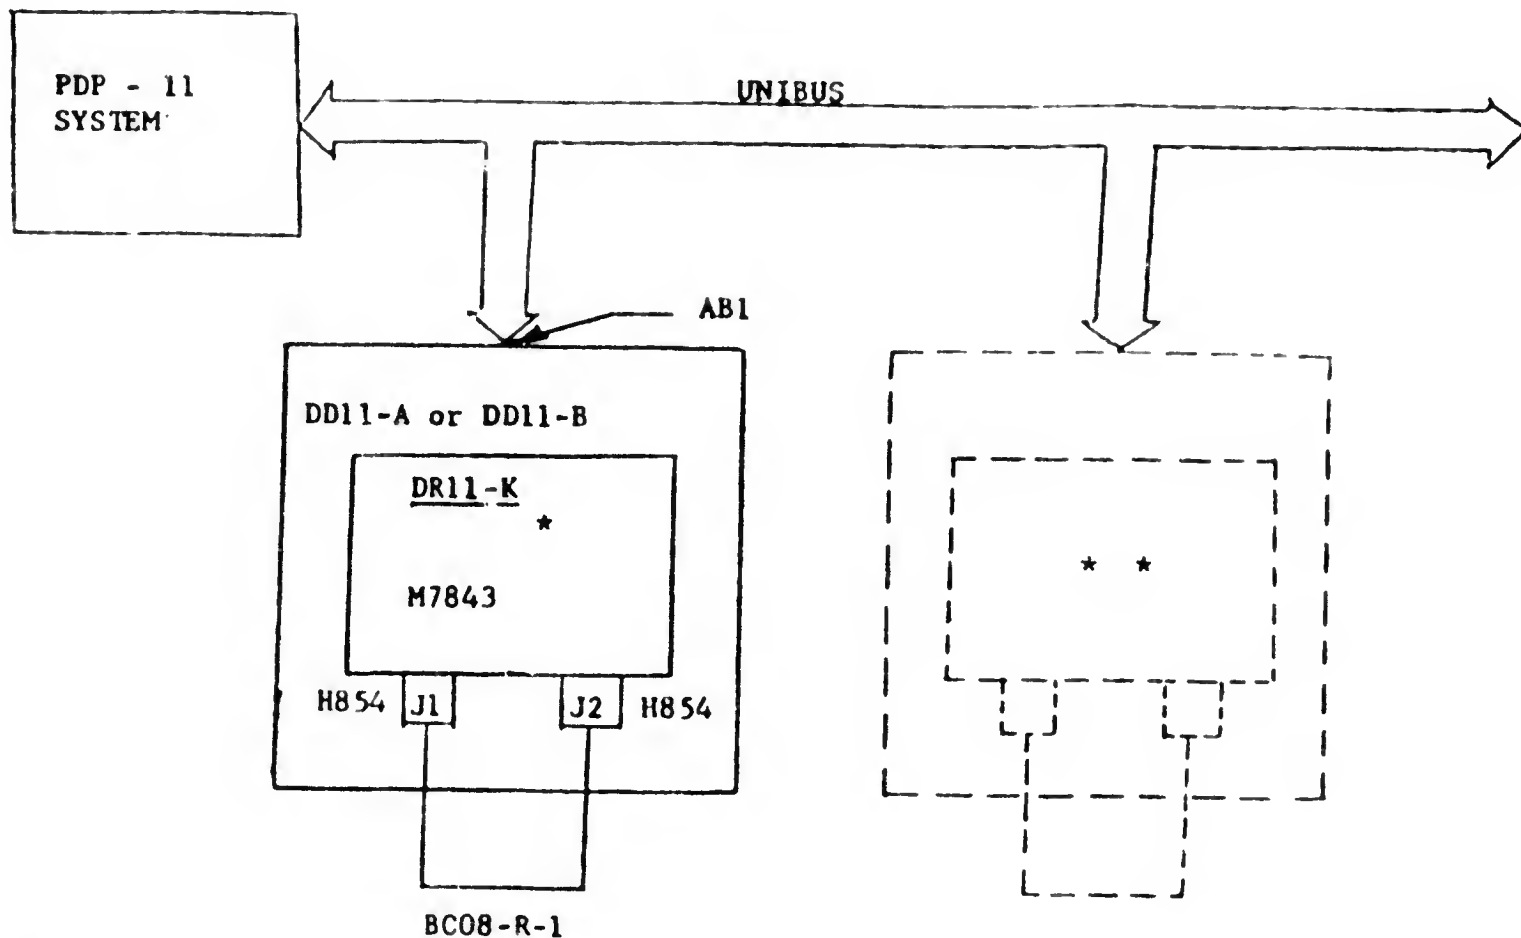 PDP - 11
SYSTEM
UNIBUS
AB1
DD11-A or DD11-B
DR11-K
*
* *
M7843
H854 J1 J2 H854
BC08-R-1